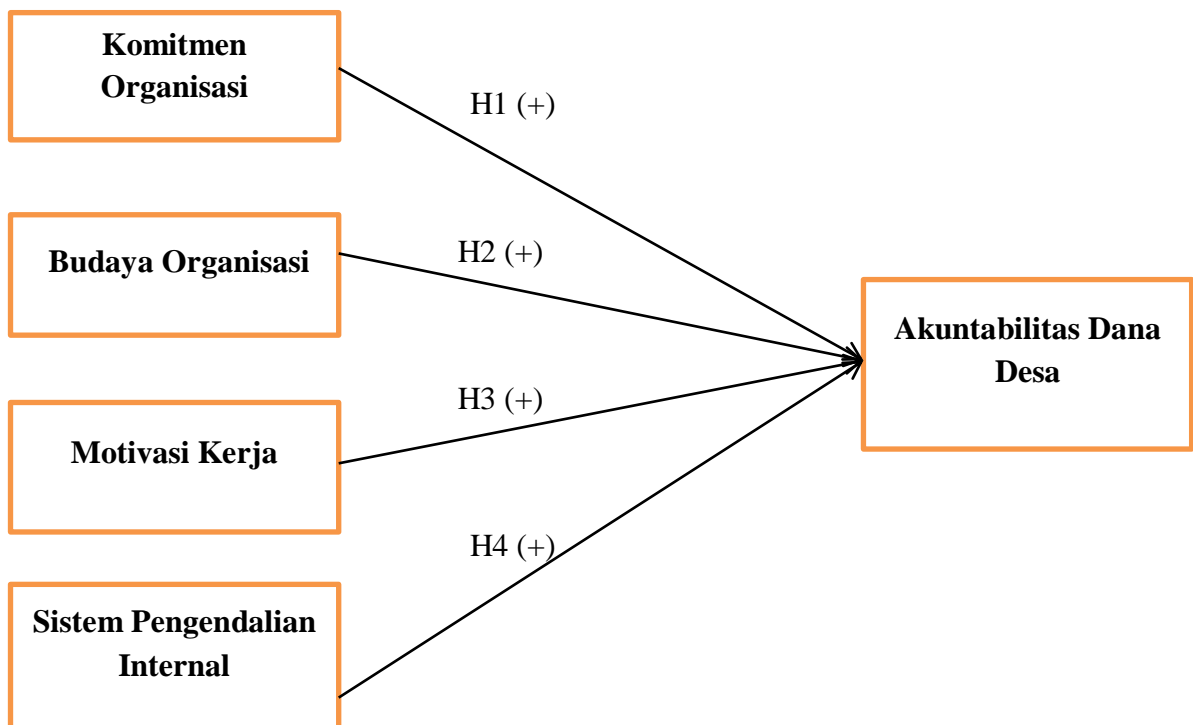 Komitmen
Organisasi
H1 (+)
Budaya Organisasi
H2 (+)
Akuntabilitas Dana
Desa
Motivasi Kerja
H3 (+)
H4 (+)
Sistem Pengendalian
Internal